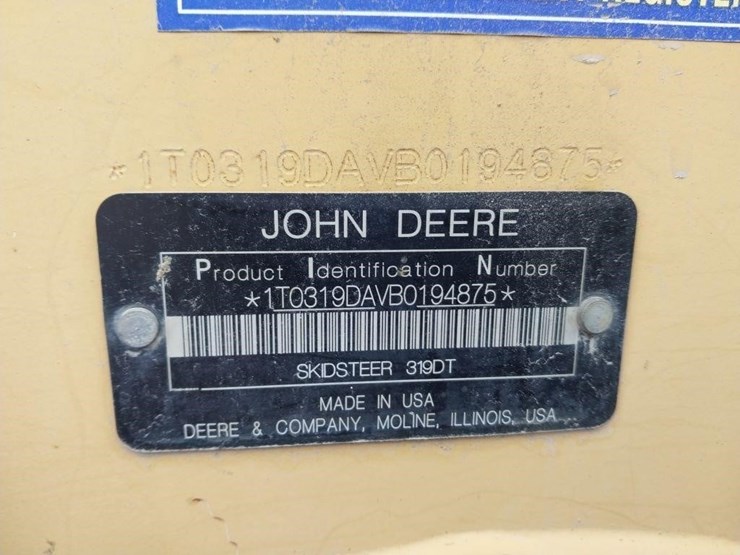 *1T0319DAVB0194875*
JOHN DEERE
Product Identification Number
*1T0319DAVB0194875*
SKIDSTEER 319DT
MADE IN USA
DEERE & COMPANY, MOLINE, ILLINOIS, USA